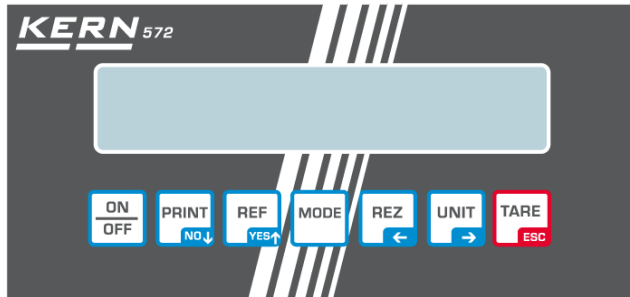 KERN 572
ON
OFF
PRINT
NO↓
REF
YES↑
MODE
REZ
←
UNIT
→
TARE
ESC